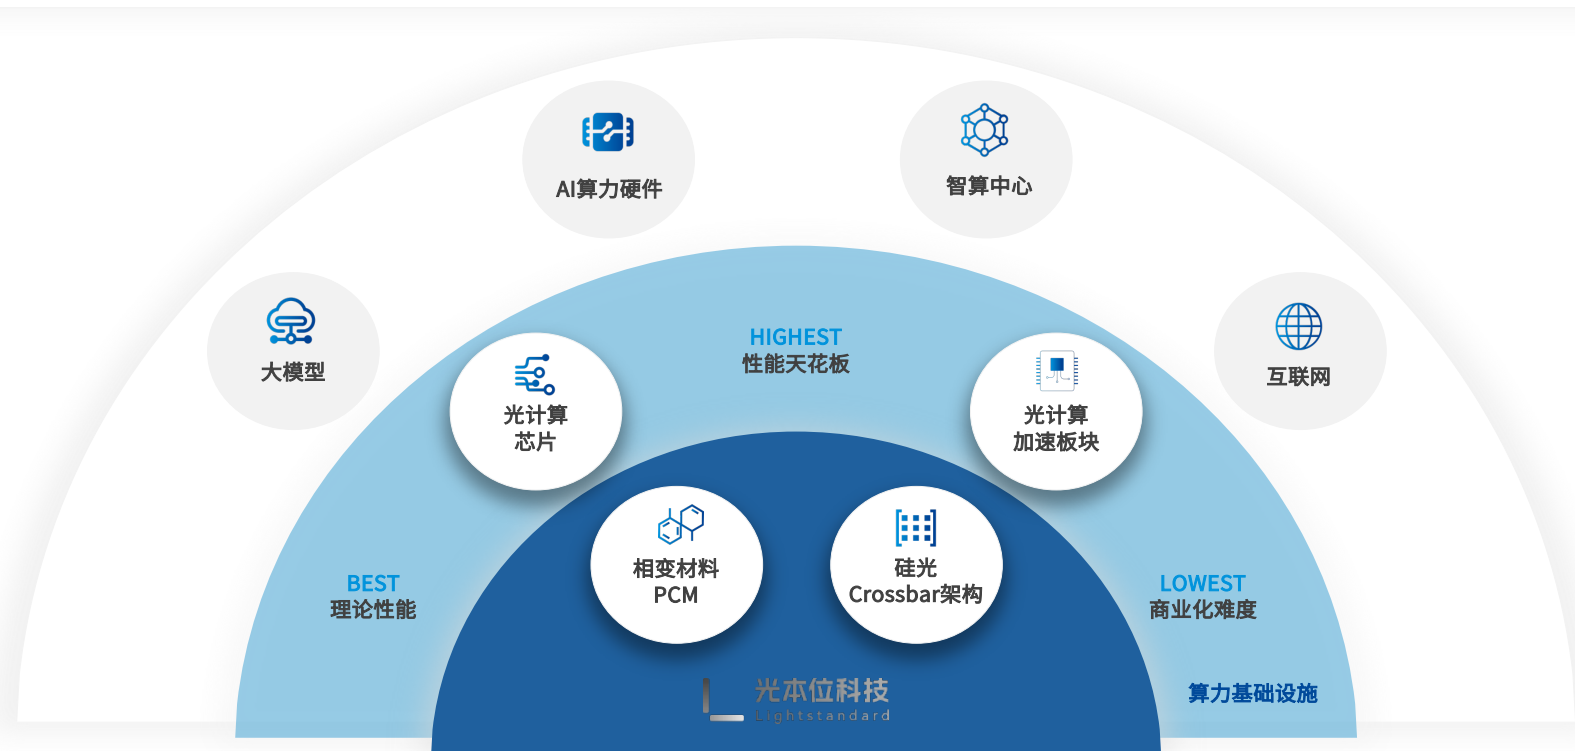 AI算力硬件
智算中心
大模型
互联网
HIGHEST
性能天花板
光计算
芯片
光计算
加速板块
相变材料
PCM
硅光
Crossbar架构
BEST
理论性能
LOWEST
商业化难度
光本位科技
Lightstandard
算力基础设施